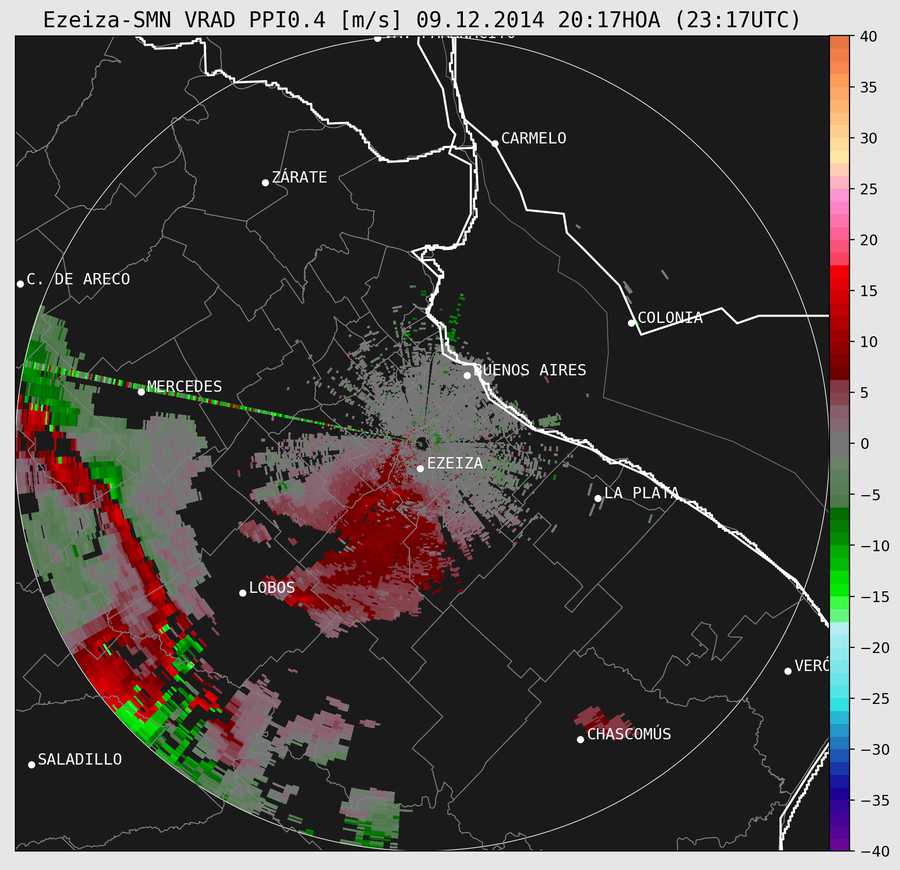 Ezeiza-SMN VRAD PPI0.4 [m/s] 09.12.2014 20:17HOA (23:17UTC)
CARMELO
ZÁRATE
C. DE ARECO
COLONIA
BUENOS AIRES
MERCEDES
EZEIZA
LA PLATA
LOBOS
VERÓ
CHASCOMÚS
SALADILLO
40
35
30
25
20
15
10
5
0
−5
−10
−15
−20
−25
−30
−35
−40